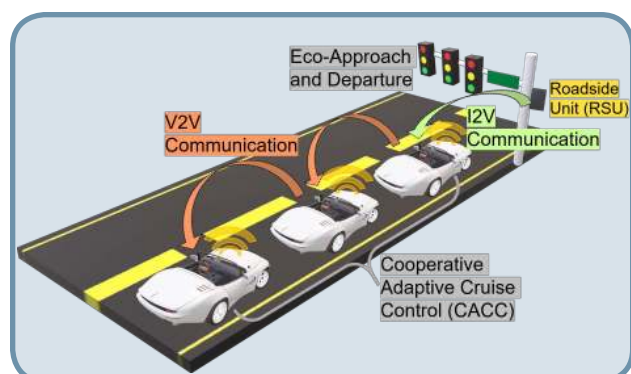 Eco-Approach
and Departure
Roadside
Unit (RSU)
V2V
Communication
I2V
Communication
Cooperative
Adaptive Cruise
Control (CACC)